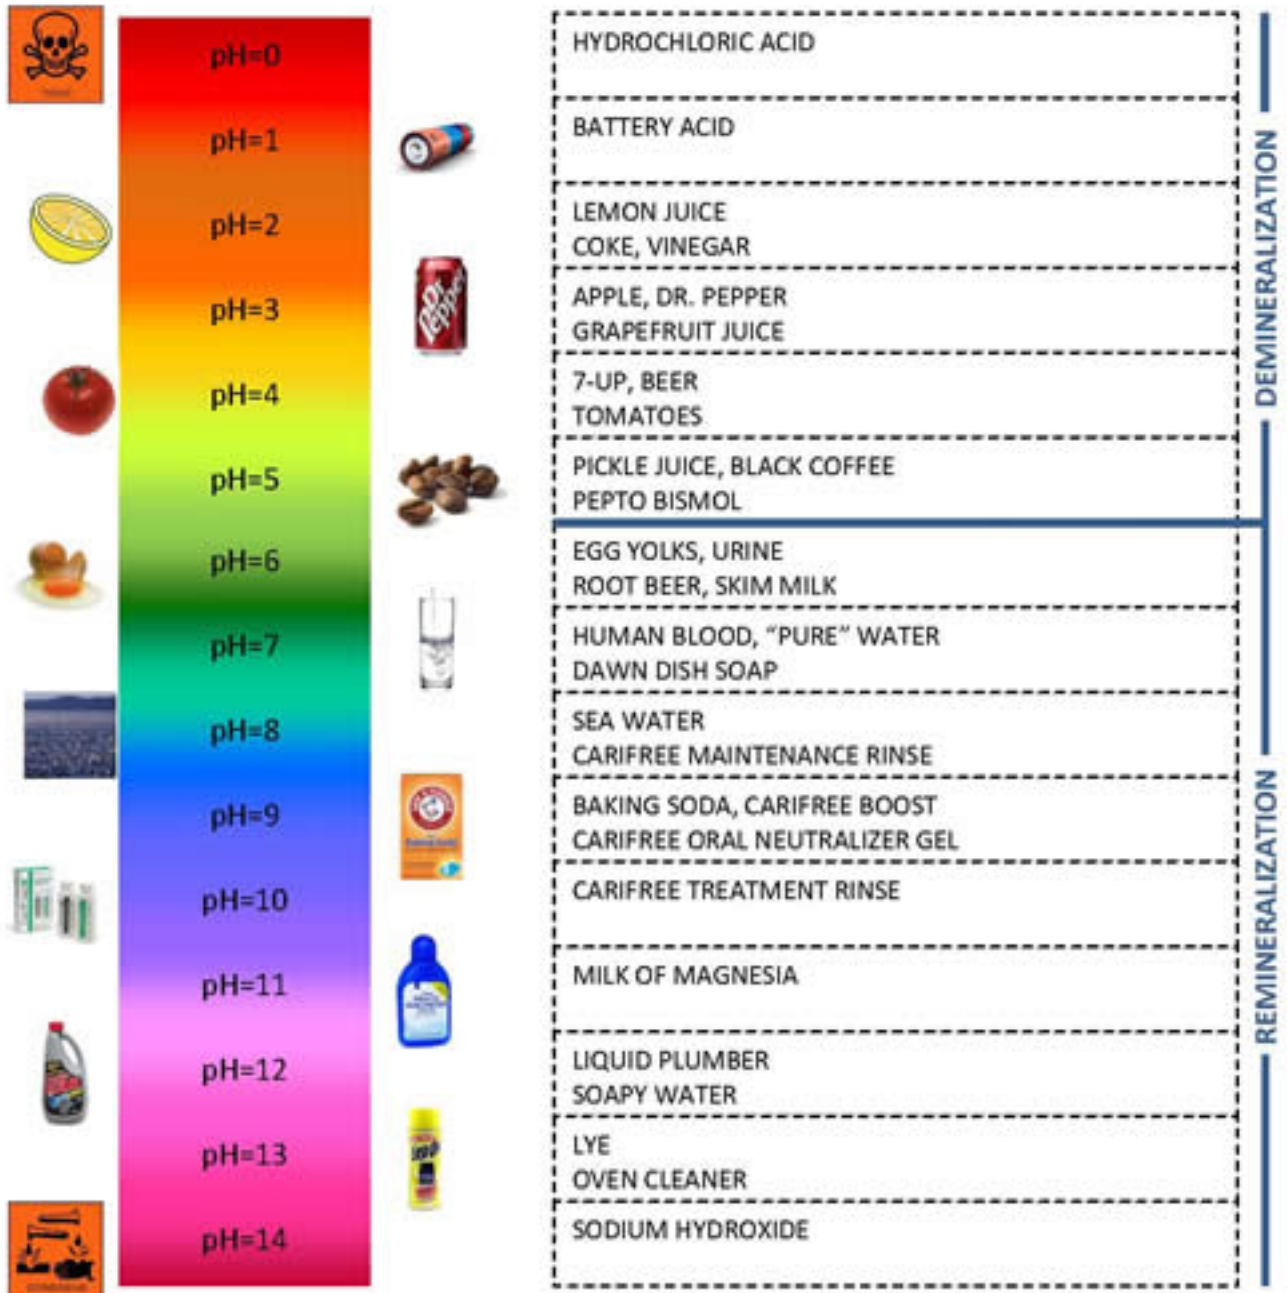 pH=0
HYDROCHLORIC ACID
pH=1
BATTERY ACID
pH=2
LEMON JUICE
COKE, VINEGAR
pH=3
APPLE, DR. PEPPER
GRAPEFRUIT JUICE
Dr Pepper
pH=4
7-UP, BEER
TOMATOES
pH=5
PICKLE JUICE, BLACK COFFEE
PEPTO BISMOL
DEMINERALIZATION
pH=6
EGG YOLKS, URINE
ROOT BEER, SKIM MILK
pH=7
HUMAN BLOOD, “PURE” WATER
DAWN DISH SOAP
pH=8
SEA WATER
CARIFREE MAINTENANCE RINSE
pH=9
BAKING SODA, CARIFREE BOOST
CARIFREE ORAL NEUTRALIZER GEL
pH=10
CARIFREE TREATMENT RINSE
pH=11
MILK OF MAGNESIA
pH=12
LIQUID PLUMBER
SOAPY WATER
pH=13
LYE
OVEN CLEANER
pH=14
SODIUM HYDROXIDE
REMINERALIZATION